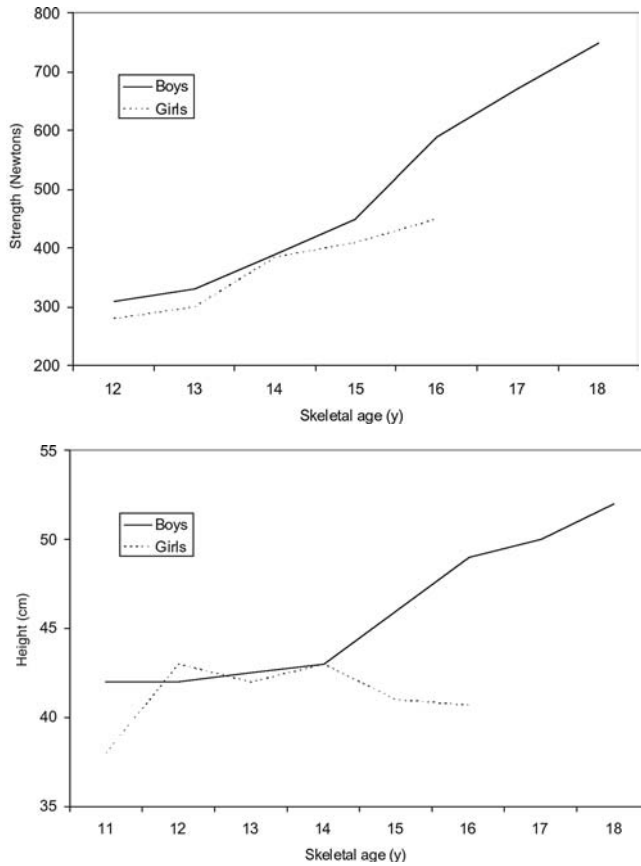 800
700
600
500
400
300
200
Strength (Newtons)
Boys
Girls
12 13 14 15 16 17 18
Skeletal age (y)
55
50
45
40
35
Height (cm)
Boys
Girls
11 12 13 14 15 16 17 18
Skeletal age (y)